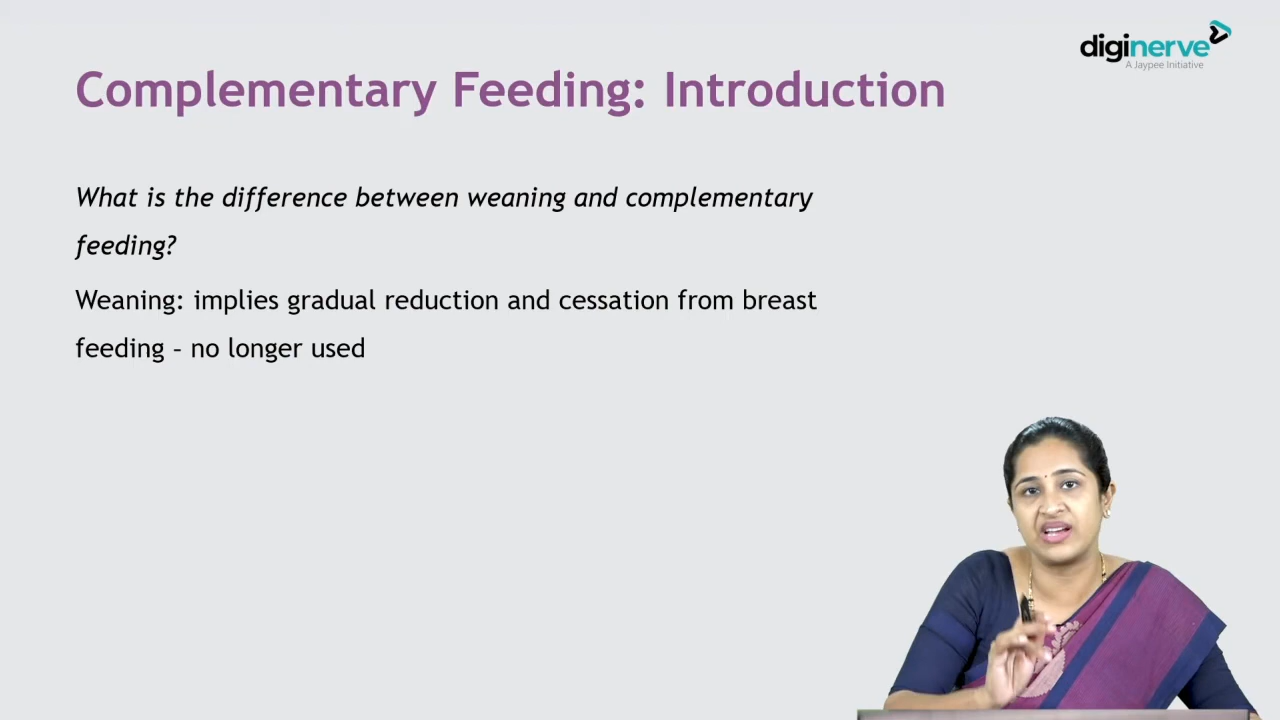 diginerve
A Jaypee Initiative
Complementary Feeding: Introduction
What is the difference between weaning and complementary
feeding?
Weaning: implies gradual reduction and cessation from breast
feeding – no longer used